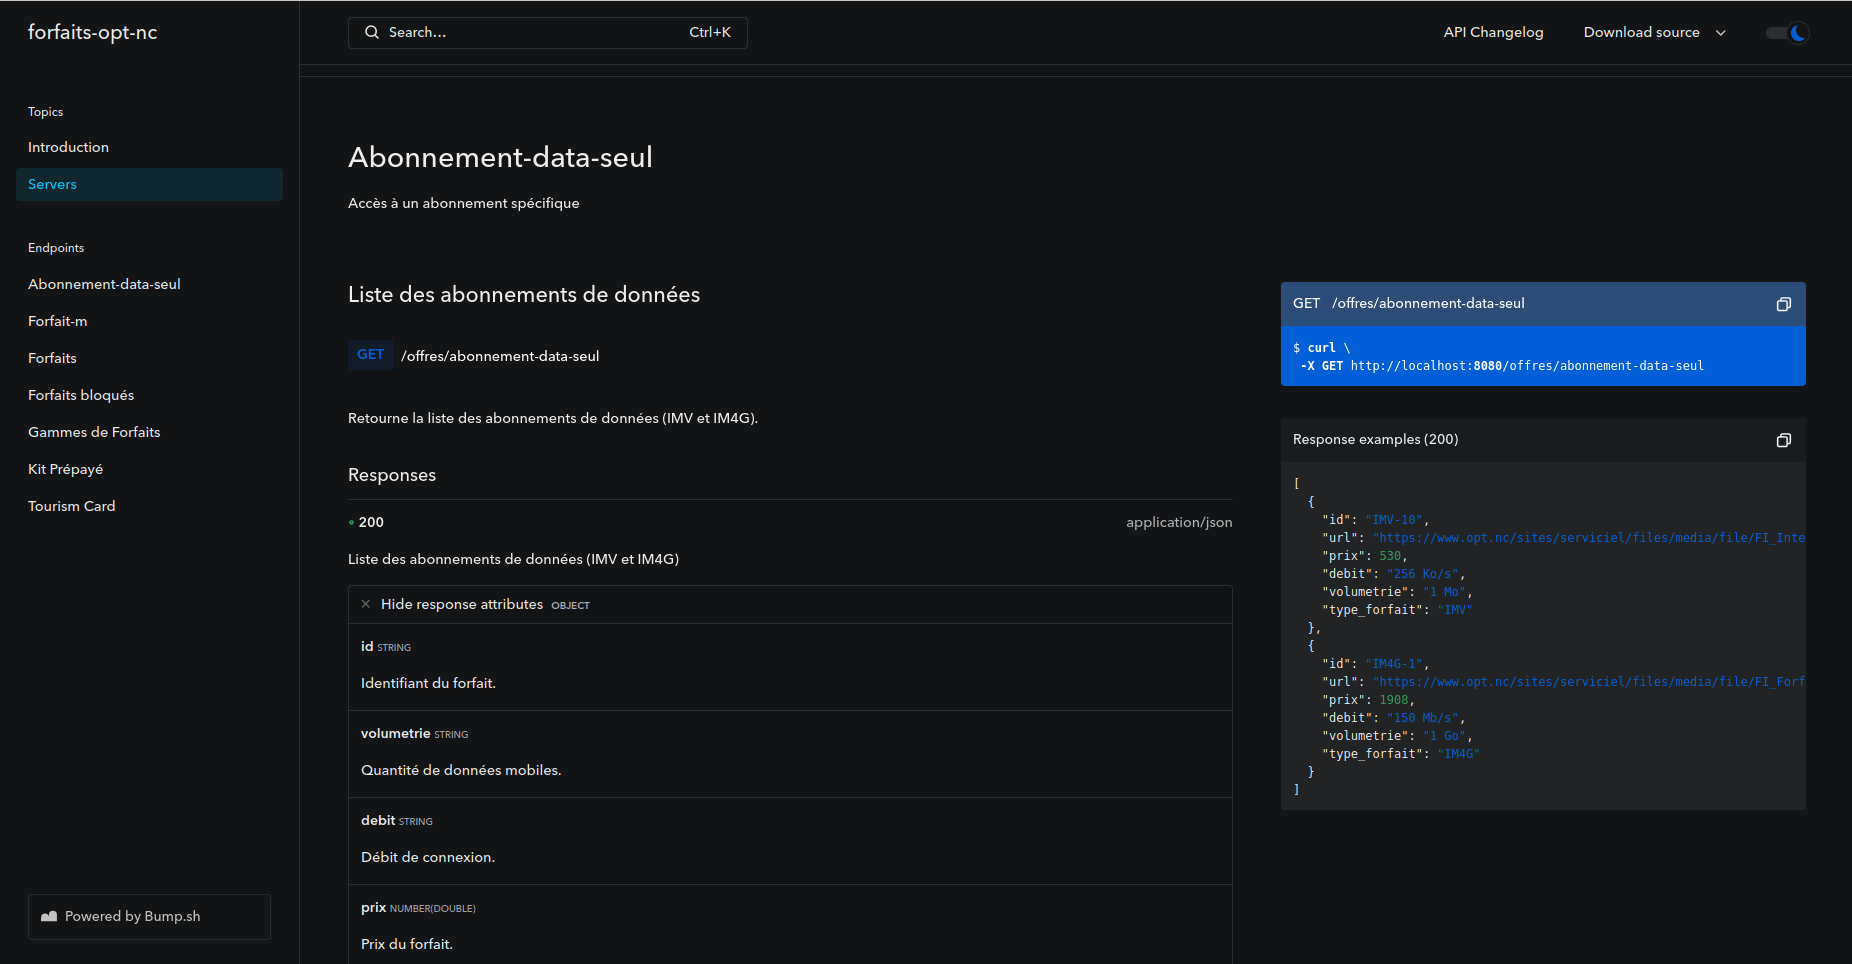 forfaits-opt-nc
Search... Ctrl+K
API Changelog
Download source
Topics
Introduction
Servers
Endpoints
Abonnement-data-seul
Forfait-m
Forfaits
Forfaits bloqués
Gammes de Forfaits
Kit Prépayé
Tourism Card
Powered by Bump.sh
Abonnement-data-seul
Accès à un abonnement spécifique
Liste des abonnements de données
GET /offres/abonnement-data-seul
Retourne la liste des abonnements de données (IMV et IM4G).
Responses
200 application/json
Liste des abonnements de données (IMV et IM4G)
Hide response attributes OBJECT
id STRING
Identifiant du forfait.
volumetrie STRING
Quantité de données mobiles.
debit STRING
Débit de connexion.
prix NUMBER(DOUBLE)
Prix du forfait.
GET /offres/abonnement-data-seul
$ curl \
-X GET http://localhost:8080/offres/abonnement-data-seul
Response examples (200)
[
{
"id": "IMV-10",
"url": "https://www.opt.nc/sites/serviciel/files/media/file/FI_Inte
"prix": 530,
"debit": "256 Ko/s",
"volumetrie": "1 Mo",
"type_forfait": "IMV"
},
{
"id": "IM4G-1",
"url": "https://www.opt.nc/sites/serviciel/files/media/file/FI_Forf
"prix": 1908,
"debit": "150 Mb/s",
"volumetrie": "1 Go",
"type_forfait": "IM4G"
}
]